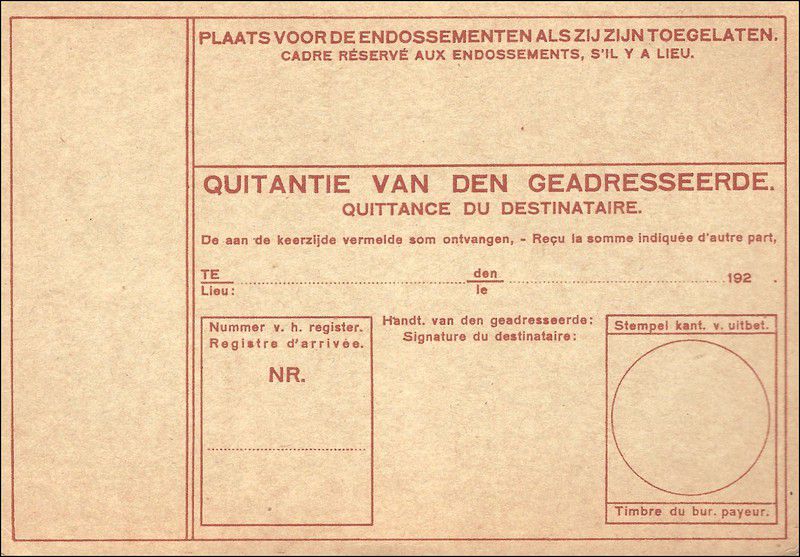 PLAATS VOOR DE ENDOSSEMENTEN ALS ZIJ ZIJN TOEGELATEN.
CADRE RÉSERVÉ AUX ENDOSSEMENTS, S'IL Y A LIEU.
QUITANTIE VAN DEN GEADRESSEERDE.
QUITTANCE DU DESTINATAIRE.
De aan de keerzijde vermelde som ontvangen, - Reçu la somme indiquée d'autre part,
TE den 192 .
Lieu: le
Nummer v. h. register.
Registre d'arrivée.
NR.
Handt. van den geadresseerde:
Signature du destinataire:
Stempel kant. v. uitbet.
Timbre du bur. payeur.